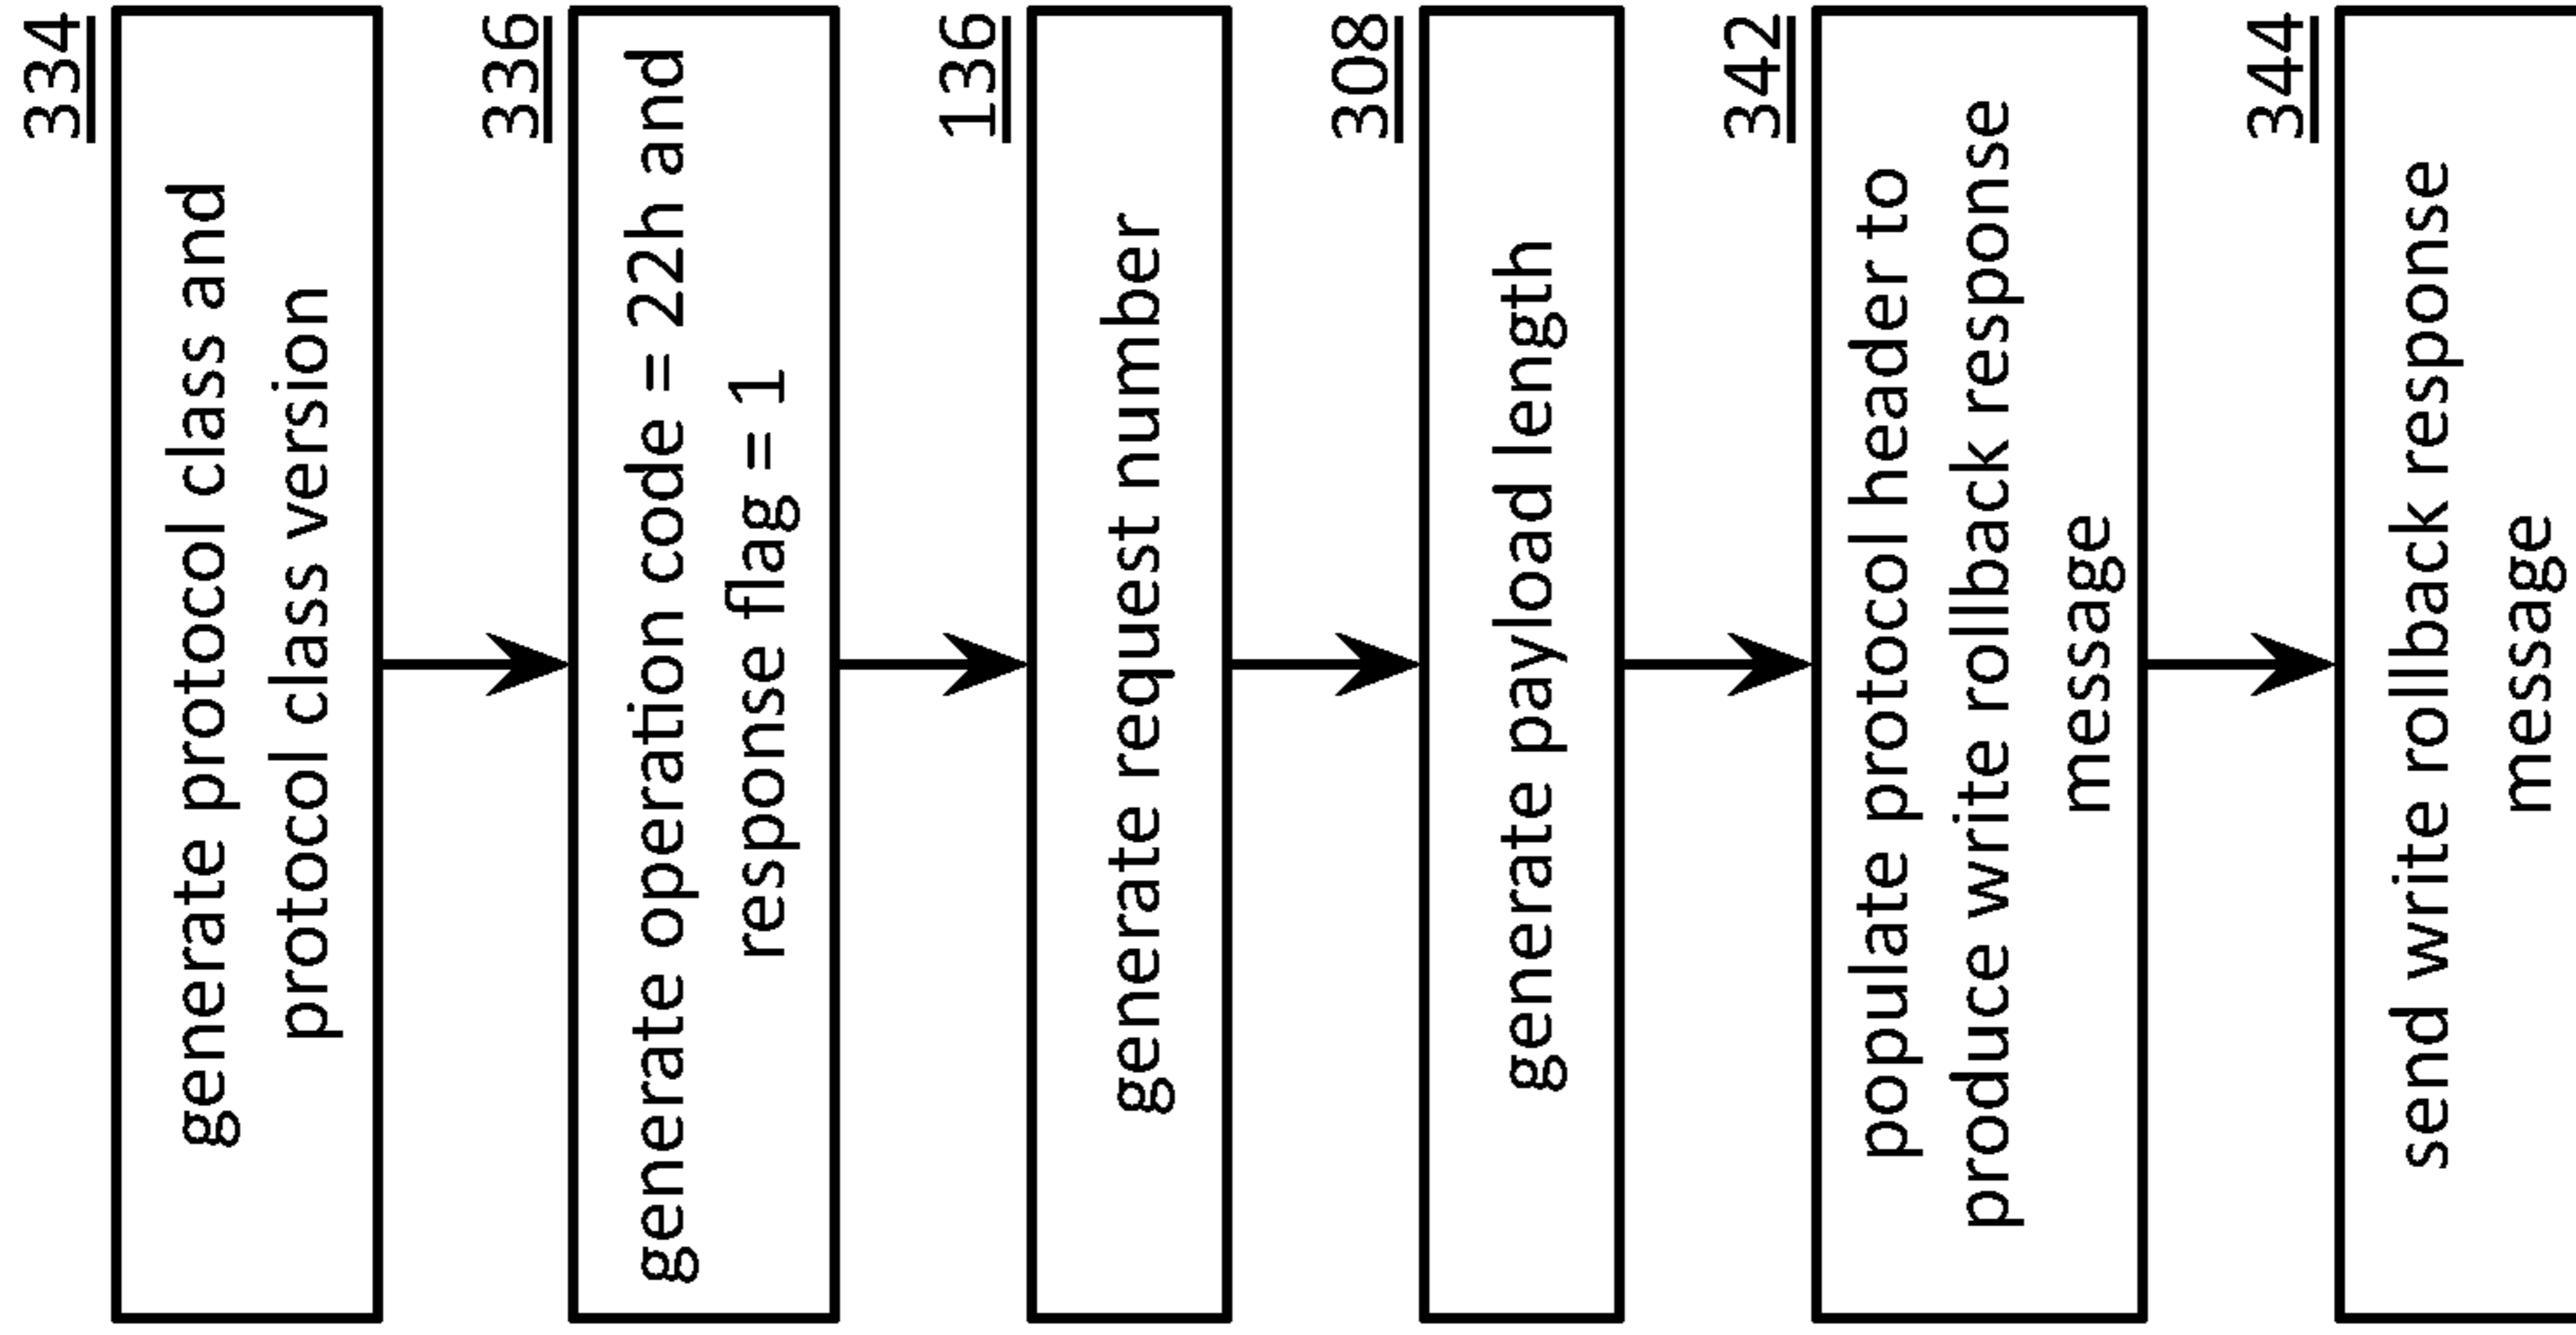 334
generate protocol class and
protocol class version
336
generate operation code = 22h and
response flag = 1
136
generate request number
308
generate payload length
342
populate protocol header to
produce write rollback response
message
344
send write rollback response
message